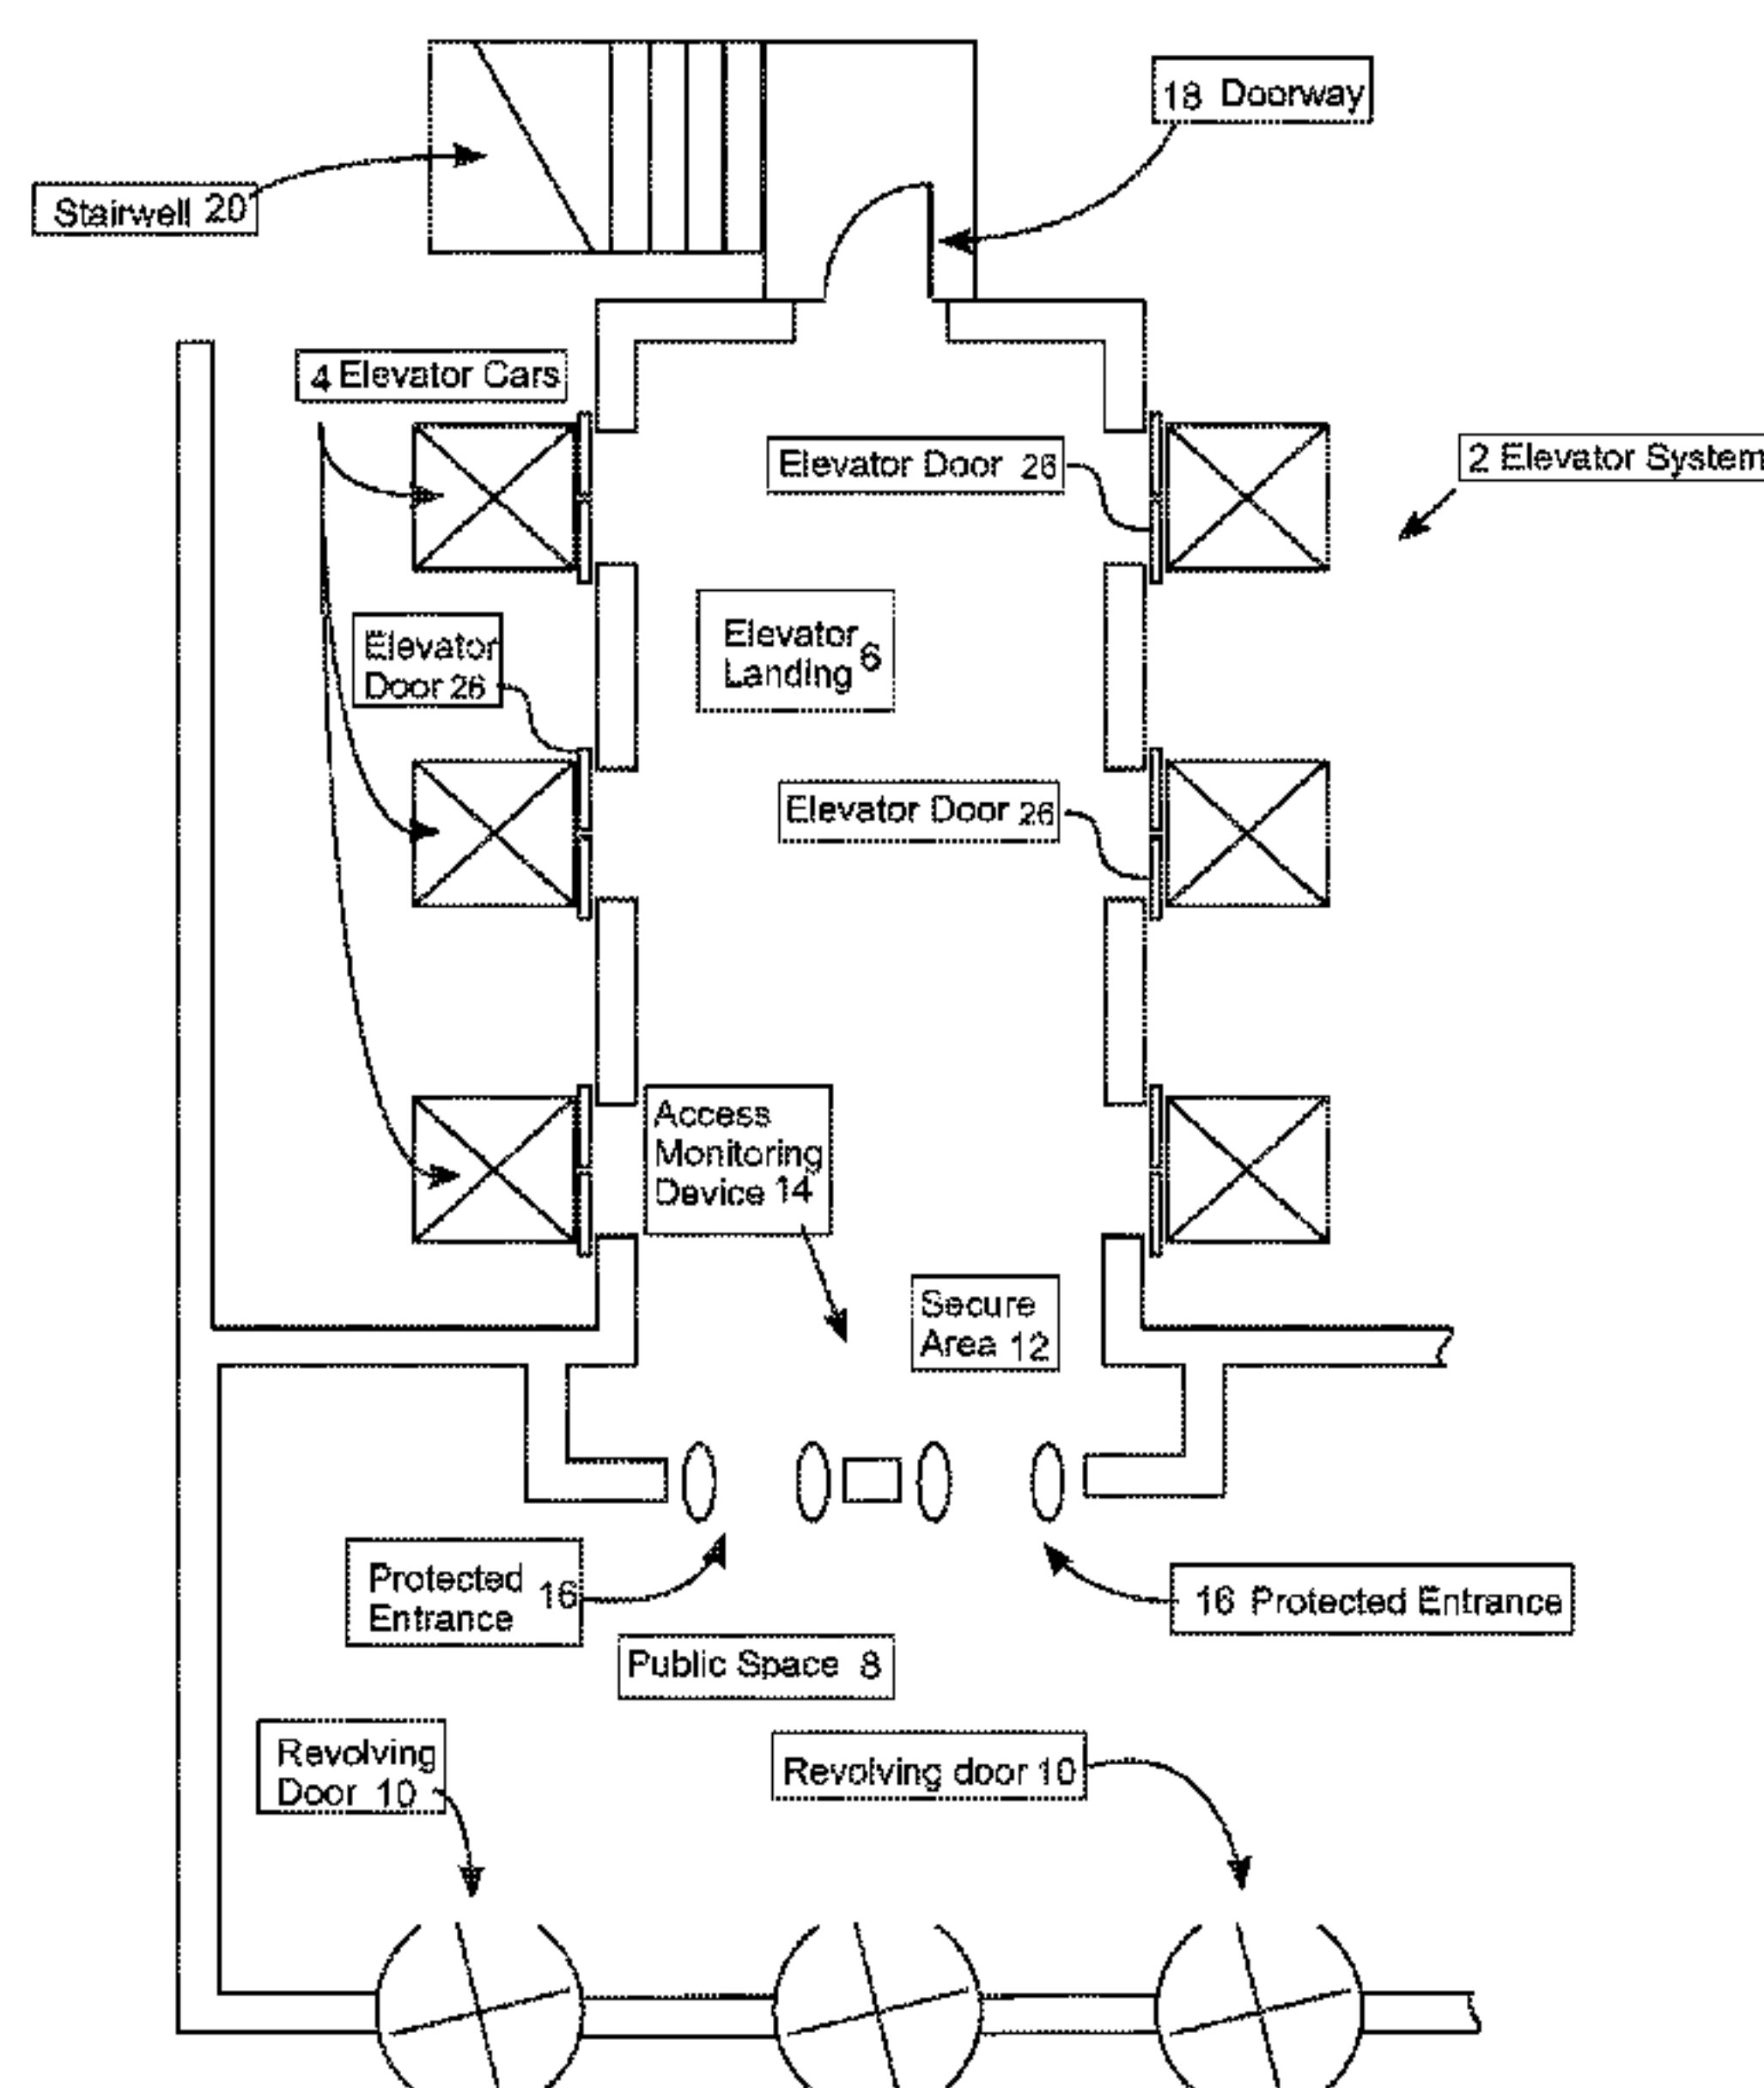 18 Doorway
Stairwell 20
4 Elevator Cars
Elevator Door 26
2 Elevator System
Elevator
Door 26
Elevator
Landing 6
Elevator Door 26
Access
Monitoring
Device 14
Secure
Area 12
Protected
Entrance 16
16 Protected Entrance
Public Space 8
Revolving
Door 10
Revolving door 10